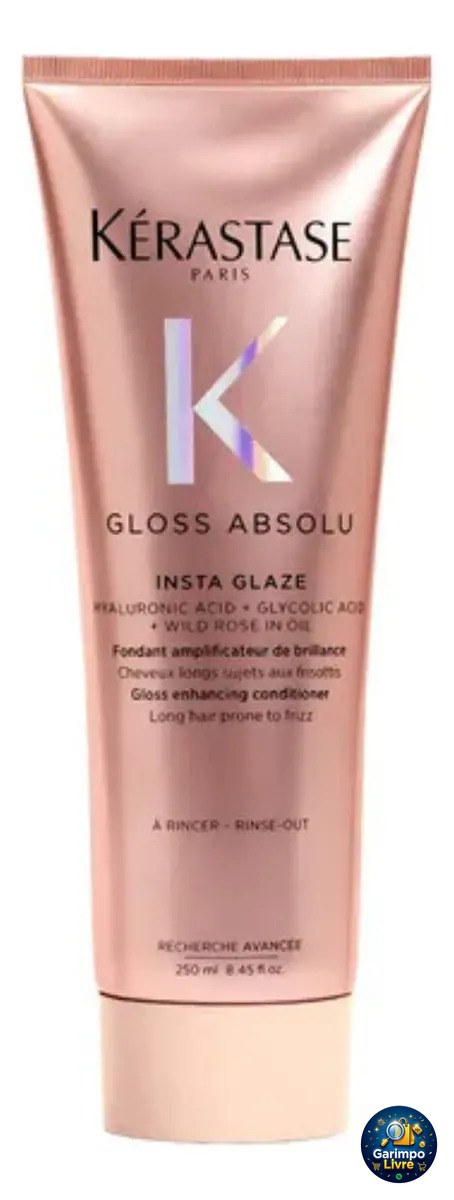 KÉRASTASE
PARIS
K
GLOSS ABSOLU
INSTA GLAZE
HYALURONIC ACID + GLYCOLIC ACID
+ WILD ROSE IN OIL
Fondant amplificateur de brillance
Cheveux longs sujets aux frisottis
Gloss enhancing conditioner
Long hair prone to frizz
À RINCER - RINSE-OUT
RECHERCHE AVANCÉE
250 ml 8.45 fl.oz.
Garimpo
Livre